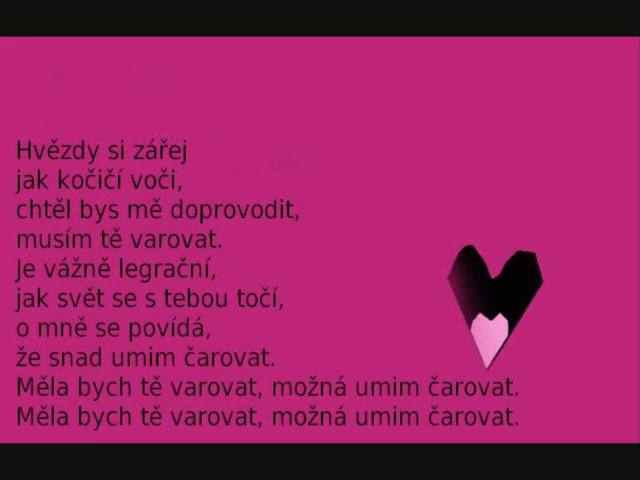 Hvězdy si zářej
jak kočičí voči,
chtěl bys mě doprovodit,
musím tě varovat.
Je vážně legrační,
jak svět se s tebou točí,
o mně se povídá,
že snad umim čarovat.
Měla bych tě varovat, možná umim čarovat.
Měla bych tě varovat, možná umim čarovat.